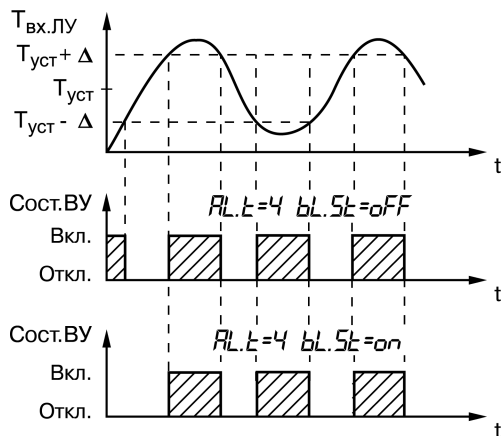 Tвх.ЛУ
Tуст + Δ
Tуст
Tуст - Δ
t
Сост.ВУ
AL.t=4 bL.St=oFF
Вкл.
Откл.
t
Сост.ВУ
AL.t=4 bL.St=on
Вкл.
Откл.
t